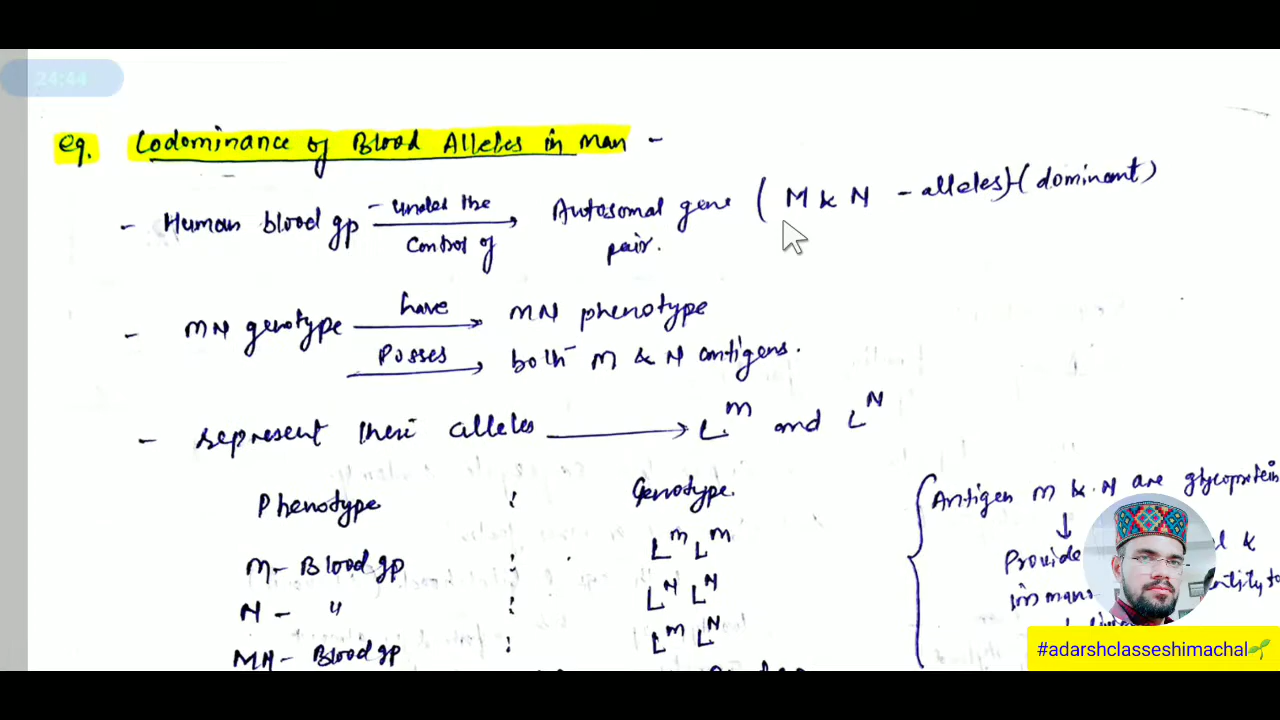 24:44
eg. Codominance of Blood Alleles in man -
- Human blood gp - under the control of → Autosomal gene pair. ( M & N - alleles)-(dominant)
- MN genotype have → MN phenotype
Posses → both M & N antigens.
- represent their alleles → L^M and L^N
Phenotype : Genotype.
M- Blood gp : L^M L^M
N - " : L^N L^N
MN - Blood gp : L^M L^N
Antigen M & N are glycoprotein
↓
Provide &